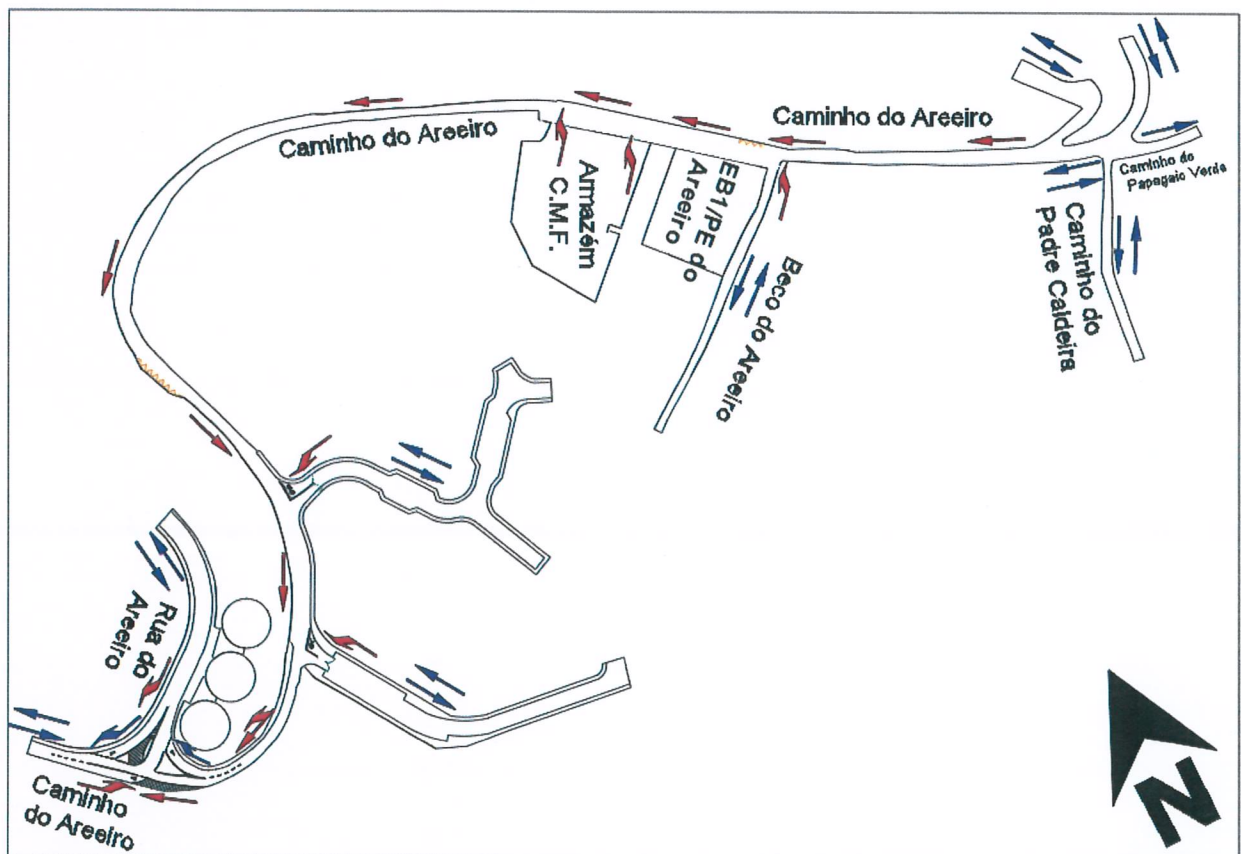 Caminho do Areeiro
Caminho do Areeiro
Caminho do
Papagaio Verde
Armazém
C.M.F.
EB1/PE do
Areeiro
Beco do Areeiro
Caminho do
Padre Caldeira
Rua do
Areeiro
Caminho
do Areeiro
N